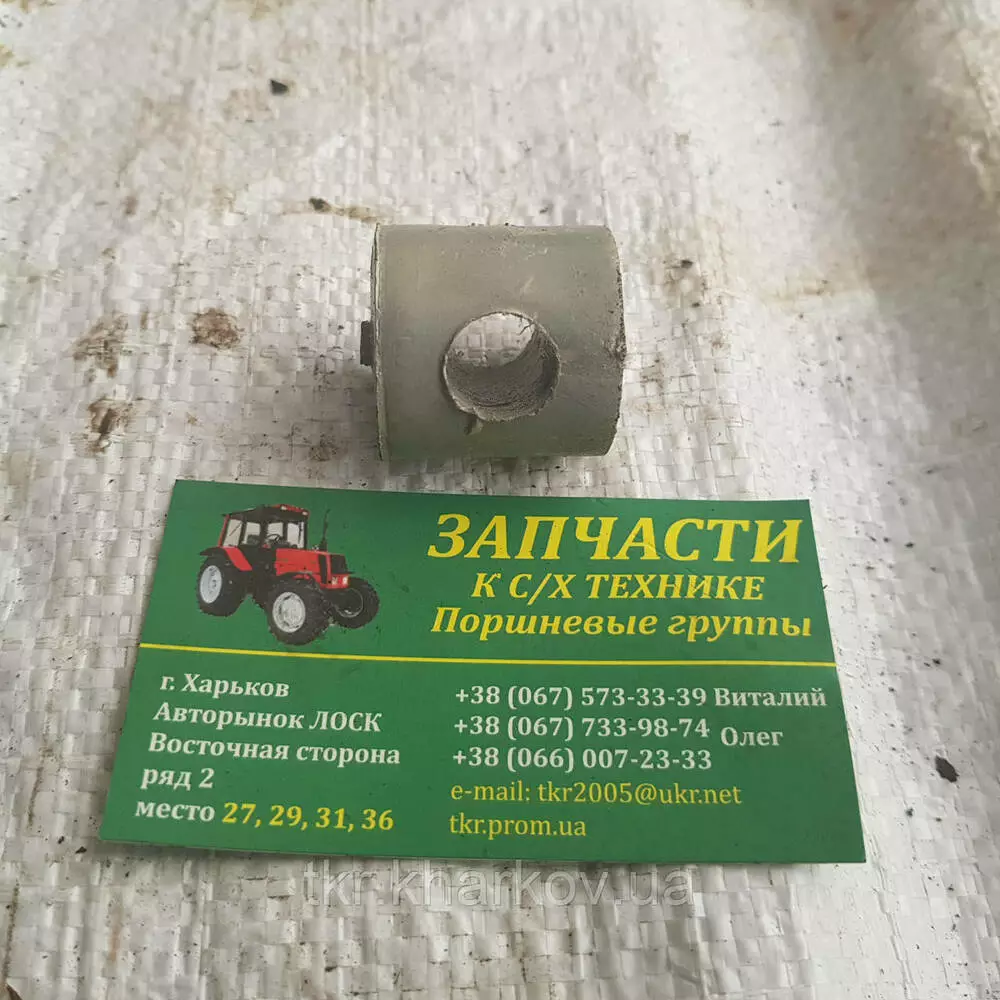 ЗАПЧАСТИ
К С/Х ТЕХНИКЕ
Поршневые группы
г. Харьков
Авторынок ЛОСК
Восточная сторона
ряд 2
место 27, 29, 31, 36
+38 (067) 573-33-39 Виталий
+38 (067) 733-98-74
Олег
+38 (066) 007-23-33
e-mail: tkr2005@ukr.net
tkr.prom.ua
tkr.kharkov.ua